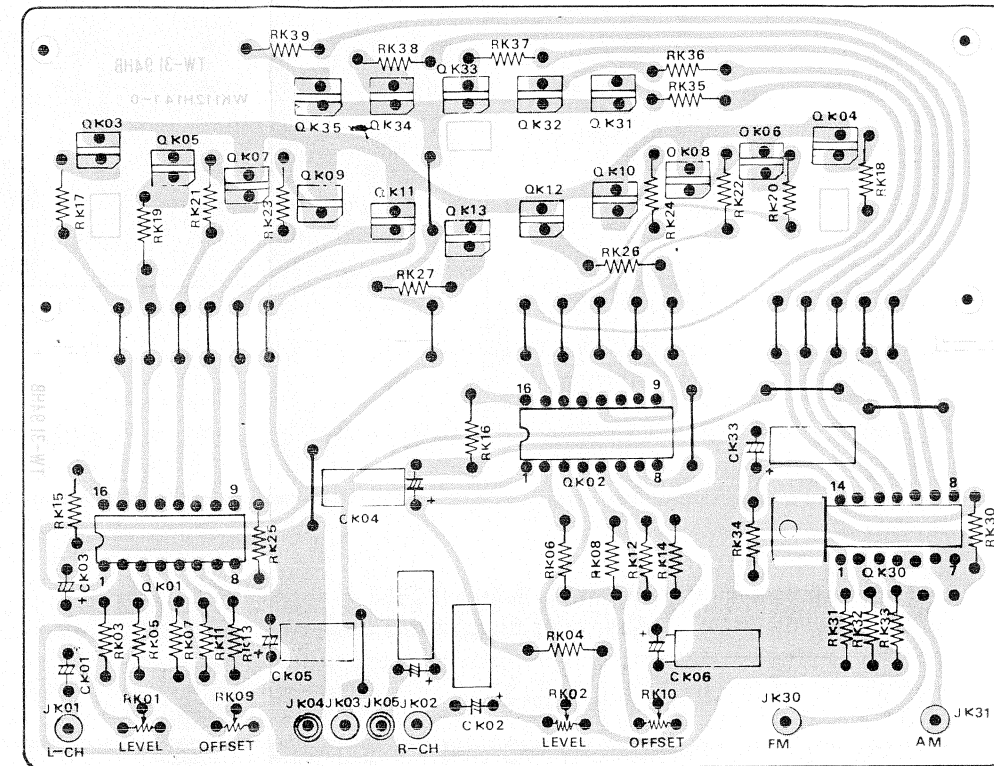 RK39
RK38
RK37
RK36
RK35
QK33
QK35
QK34
QK32
QK31
QK03
QK05
QK07
QK09
QK11
QK13
QK12
QK10
QK08
QK06
QK04
RK17
RK19
RK21
RK23
RK24
RK22
RK20
RK18
RK27
RK26
TW-3194HB
WK112H147-0
16
9
RK16
1
QK02
8
CK33
CK04
RK15
16
9
RK25
CK03
1
QK01
8
RK06
RK08
RK12
RK14
RK34
14
8
RK30
1
QK30
7
RK03
RK05
RK07
RK11
RK13
CK05
RK04
CK06
RK31
RK32
RK33
CK01
JK01
L-CH
RK01
LEVEL
RK09
OFFSET
JK04
JK03
JK05
JK02
R-CH
CK02
RK02
LEVEL
RK10
OFFSET
JK30
FM
JK31
AM